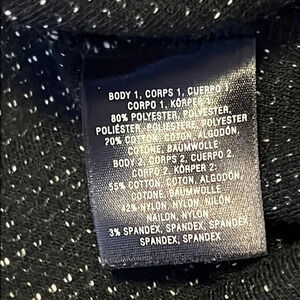 BODY 1, CORPS 1, CUERPO 1,
CORPO 1, KÖRPER 1:
80% POLYESTER, POLYESTER,
POLIÉSTER, POLIESTERE,
20% COTTON, COTON, ALGODÓN,
COTONE, BAUMWOLLE
BODY 2, CORPS 2, CUERPO 2,
CORPO 2, KÖRPER 2:
55% COTTON, COTON, ALGODÓN,
COTONE, BAUMWOLLE
42% NYLON, NYLON, NILÓN,
NAILON, NYLON
3% SPANDEX, SPANDEX, SPANDEX,
SPANDEX, SPANDEX